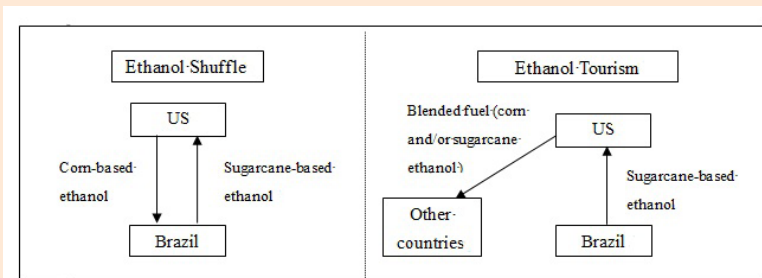 Ethanol·Shuffle
US
Corn-based·
ethanol
Sugarcane-based·
ethanol
Brazil
Ethanol·Tourism
Blended·fuel·(corn·
and/or·sugarcane·
ethanol·)
US
Sugarcane-based·
ethanol
Other·
countries
Brazil